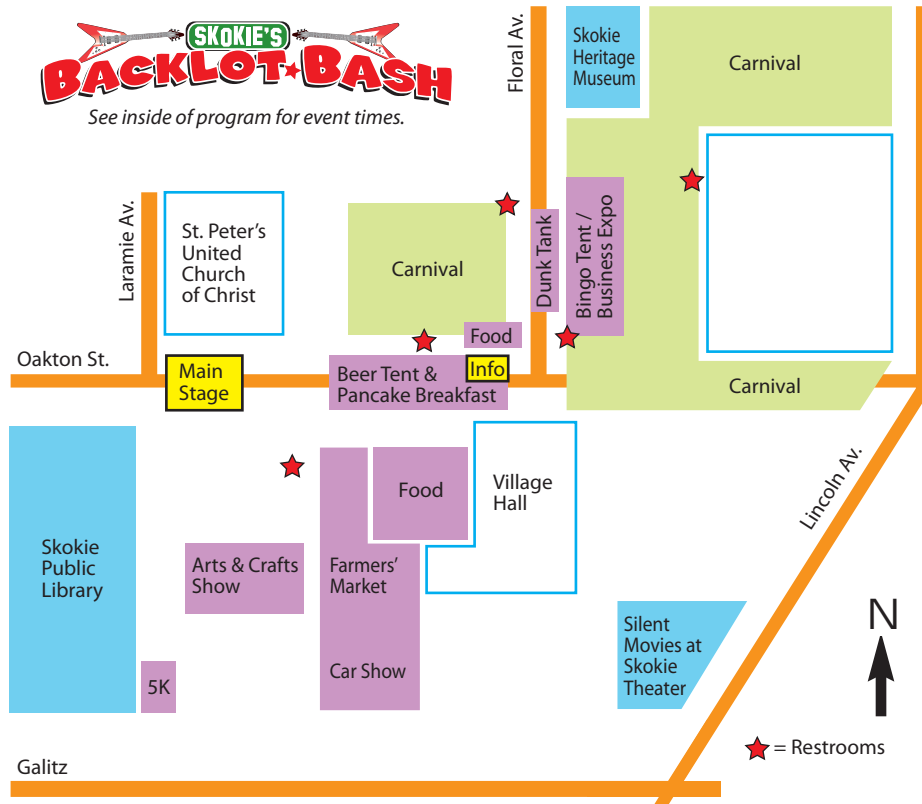 SKOKIE'S
BACKLOT BASH
See inside of program for event times.
Floral Av.
Skokie
Heritage
Museum
Carnival
Laramie Av.
St. Peter's
United
Church
of Christ
Carnival
Dunk Tank
Bingo Tent /
Business Expo
Food
Info
Oakton St.
Main
Stage
Beer Tent &
Pancake Breakfast
Carnival
Lincoln Av.
Skokie
Public
Library
Arts & Crafts
Show
Farmers'
Market
Car Show
Food
Village
Hall
5K
Silent
Movies at
Skokie
Theater
N
= Restrooms
Galitz